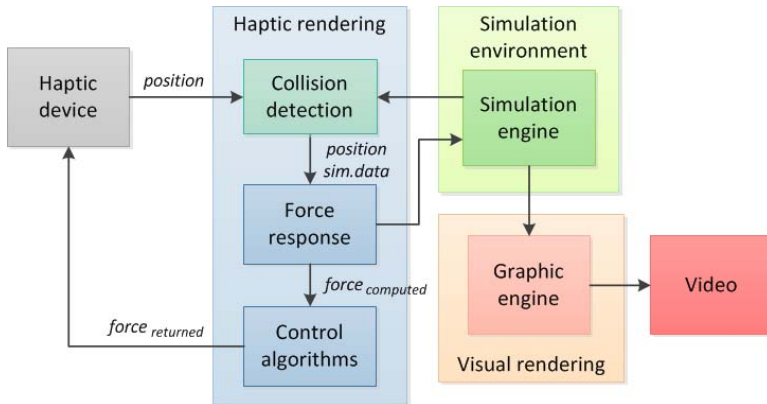 Haptic rendering
Simulation
environment
Haptic
device
position
Collision
detection
Simulation
engine
position
sim.data
Force
response
Graphic
engine
Video
force computed
force returned
Control
algorithms
Visual rendering